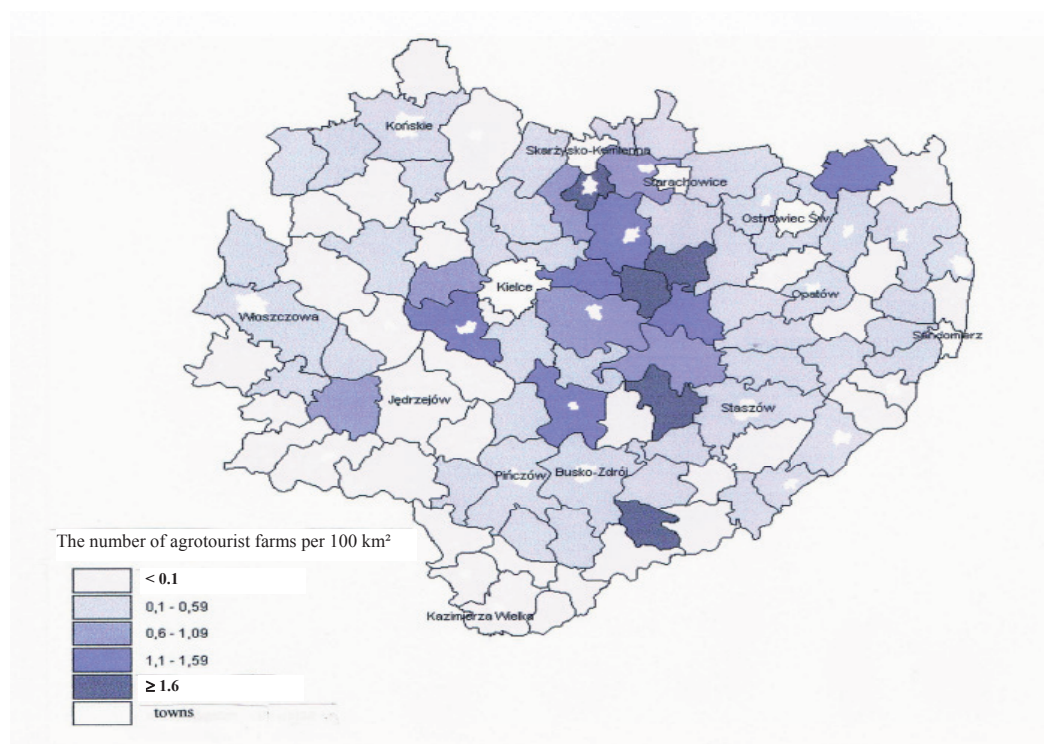 Końskie
Skarżysko-Kamienna
Starachowice
Ostrowiec Św.
Kielce
Opatów
Włoszczowa
Sandomierz
Jędrzejów
Staszów
Pińczów
Busko-Zdrój
Kazimierza Wielka
The number of agrotourist farms per 100 km²
< 0.1
0,1 - 0,59
0,6 - 1,09
1,1 - 1,59
≥ 1.6
towns